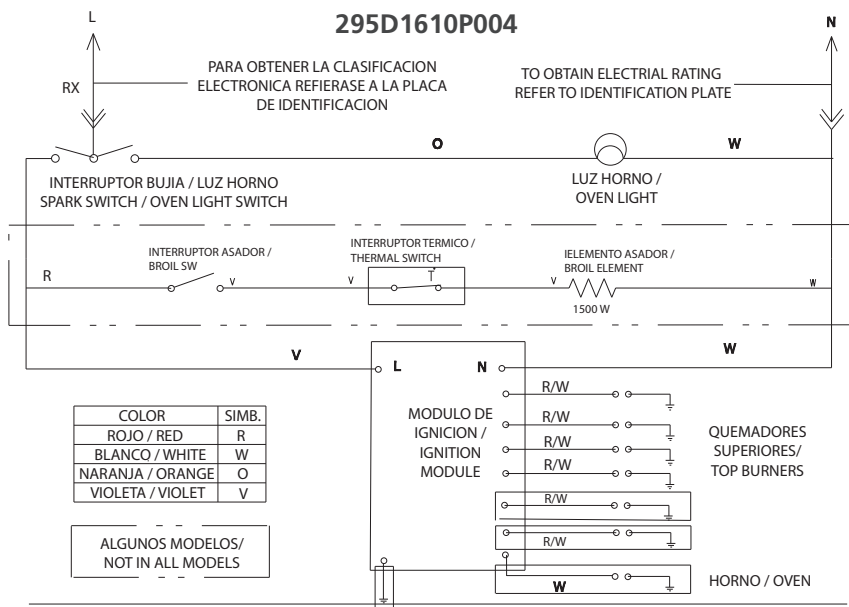 295D1610P004
L
N
RX
PARA OBTENER LA CLASIFICACION
ELECTRONICA REFIERASE A LA PLACA
DE IDENTIFICACION
TO OBTAIN ELECTRIAL RATING
REFER TO IDENTIFICATION PLATE
O
W
INTERRUPTOR BUJIA / LUZ HORNO
SPARK SWITCH / OVEN LIGHT SWITCH
LUZ HORNO /
OVEN LIGHT
R
INTERRUPTOR ASADOR /
BROIL SW
V
V
INTERRUPTOR TERMICO /
THERMAL SWITCH
T
V
IELEMENTO ASADOR /
BROIL ELEMENT
1500 W
W
V
W
L
N
MODULO DE
IGNICION /
IGNITION
MODULE
R/W
R/W
R/W
R/W
R/W
R/W
W
QUEMADORES
SUPERIORES/
TOP BURNERS
HORNO / OVEN
COLOR SIMB.
ROJO / RED R
BLANCO / WHITE W
NARANJA / ORANGE O
VIOLETA / VIOLET V
ALGUNOS MODELOS/
NOT IN ALL MODELS